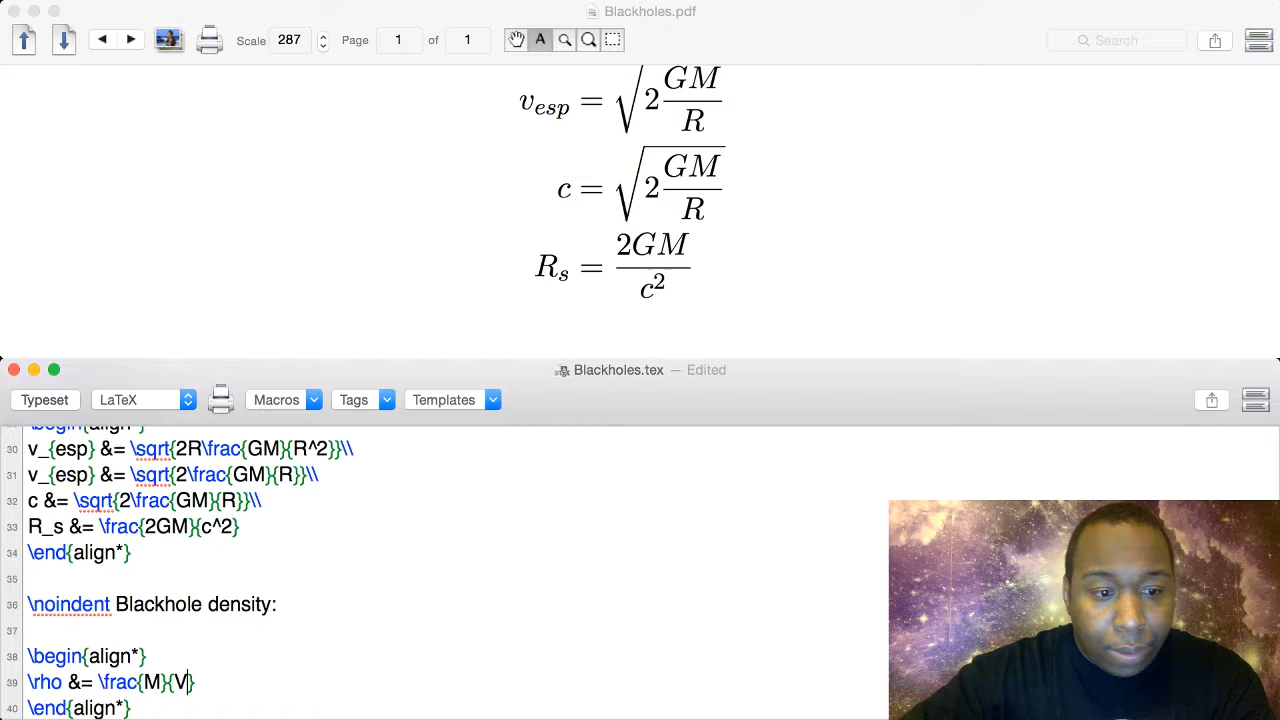 Blackholes.pdf
Scale 287 Page 1 of 1 A Search
v_{esp} = \sqrt{2\frac{GM}{R}}
c = \sqrt{2\frac{GM}{R}}
R_s = \frac{2GM}{c^2}
Blackholes.tex — Edited
Typeset LaTeX Macros Tags Templates
30 v_{esp} &= \sqrt{2R\frac{GM}{R^2}}\\
31 v_{esp} &= \sqrt{2\frac{GM}{R}}\\
32 c &= \sqrt{2\frac{GM}{R}}\\
33 R_s &= \frac{2GM}{c^2}
34 \end{align*}
35
36 \noindent Blackhole density:
37
38 \begin{align*}
39 \rho &= \frac{M}{V}
40 \end{align*}